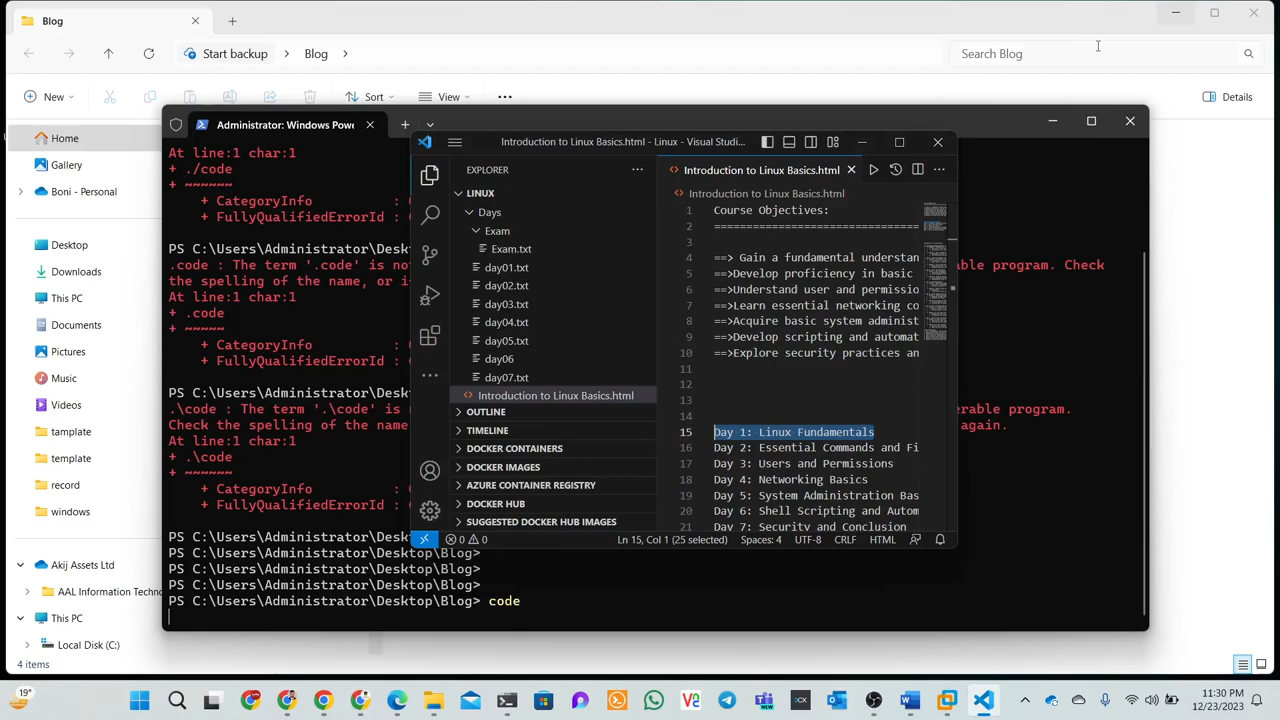 Blog
Start backup
Blog
Search Blog
New
Sort
View
Details
Home
Gallery
Boni - Personal
Desktop
Downloads
This PC
Documents
Pictures
Music
Videos
tamplate
template
record
windows
Akij Assets Ltd
AAL Information Techno
This PC
Local Disk (C:)
4 items
Administrator: Windows Powe
At line:1 char:1
+ ./code
+ ~~~~~~
+ CategoryInfo :
+ FullyQualifiedErrorId :
PS C:\Users\Administrator\Deskt
.code : The term '.code' is no
able program. Check
the spelling of the name, or i
At line:1 char:1
+ .code
+ ~~~~~
+ CategoryInfo :
+ FullyQualifiedErrorId :
PS C:\Users\Administrator\Deskt
.\code : The term '.\code' is
erable program.
Check the spelling of the name
again.
At line:1 char:1
+ .\code
+ ~~~~~~
+ CategoryInfo :
+ FullyQualifiedErrorId :
PS C:\Users\Administrator\Deskt
PS C:\Users\Administrator\Desktop\Blog>
PS C:\Users\Administrator\Desktop\Blog>
PS C:\Users\Administrator\Desktop\Blog>
PS C:\Users\Administrator\Desktop\Blog> code
Introduction to Linux Basics.html - Linux - Visual Studi...
EXPLORER
LINUX
Days
Exam
Exam.txt
day01.txt
day02.txt
day03.txt
day04.txt
day05.txt
day06
day07.txt
Introduction to Linux Basics.html
OUTLINE
TIMELINE
DOCKER CONTAINERS
DOCKER IMAGES
AZURE CONTAINER REGISTRY
DOCKER HUB
SUGGESTED DOCKER HUB IMAGES
Introduction to Linux Basics.html
Introduction to Linux Basics.html
1 Course Objectives:
2 =============================
3
4 ==> Gain a fundamental understan
5 ==>Develop proficiency in basic
6 ==>Understand user and permissio
7 ==>Learn essential networking co
8 ==>Acquire basic system administ
9 ==>Develop scripting and automat
10 ==>Explore security practices an
11
12
13
14
15 Day 1: Linux Fundamentals
16 Day 2: Essential Commands and Fi
17 Day 3: Users and Permissions
18 Day 4: Networking Basics
19 Day 5: System Administration Bas
20 Day 6: Shell Scripting and Autom
21 Day 7: Security and Conclusion
0 0
Ln 15, Col 1 (25 selected) Spaces: 4 UTF-8 CRLF HTML
19°
11:30 PM
12/23/2023